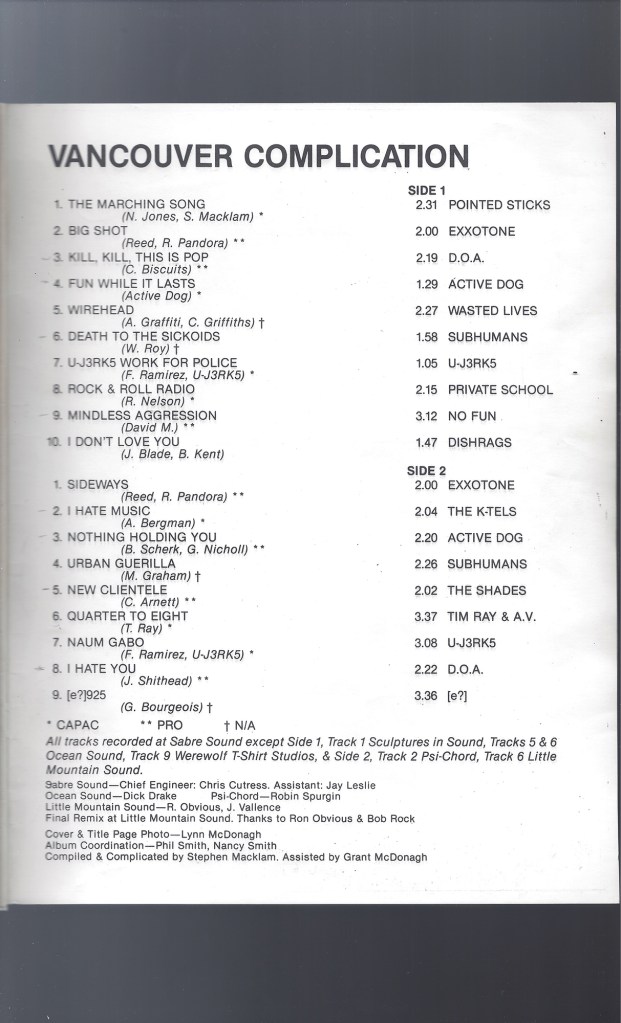 VANCOUVER COMPLICATION
SIDE 1
1. THE MARCHING SONG 2.31 POINTED STICKS
(N. Jones, S. Macklam) *
2. BIG SHOT 2.00 EXXOTONE
(Reed, R. Pandora) **
3. KILL, KILL, THIS IS POP 2.19 D.O.A.
(C. Biscuits) **
4. FUN WHILE IT LASTS 1.29 ACTIVE DOG
(Active Dog) *
5. WIREHEAD 2.27 WASTED LIVES
(A. Graffiti, C. Griffiths) †
6. DEATH TO THE SICKOIDS 1.58 SUBHUMANS
(W. Roy) †
7. U-J3RK5 WORK FOR POLICE 1.05 U-J3RK5
(F. Ramirez, U-J3RK5) *
8. ROCK & ROLL RADIO 2.15 PRIVATE SCHOOL
(R. Nelson) *
9. MINDLESS AGGRESSION 3.12 NO FUN
(David M.) **
10. I DON'T LOVE YOU 1.47 DISHRAGS
(J. Blade, B. Kent)
SIDE 2
1. SIDEWAYS 2.00 EXXOTONE
(Reed, R. Pandora) **
2. I HATE MUSIC 2.04 THE K-TELS
(A. Bergman) *
3. NOTHING HOLDING YOU 2.20 ACTIVE DOG
(B. Scherk, G. Nicholl) **
4. URBAN GUERILLA 2.26 SUBHUMANS
(M. Graham) †
5. NEW CLIENTELE 2.02 THE SHADES
(C. Arnett) **
6. QUARTER TO EIGHT 3.37 TIM RAY & A.V.
(T. Ray) *
7. NAUM GABO 3.08 U-J3RK5
(F. Ramirez, U-J3RK5) *
8. I HATE YOU 2.22 D.O.A.
(J. Shithead) **
9. [e?]925 3.36 [e?]
(G. Bourgeois) †
* CAPAC ** PRO † N/A
All tracks recorded at Sabre Sound except Side 1, Track 1 Sculptures in Sound, Tracks 5 & 6
Ocean Sound, Track 9 Werewolf T-Shirt Studios, & Side 2, Track 2 Psi-Chord, Track 6 Little
Mountain Sound.
Sabre Sound—Chief Engineer: Chris Cutress. Assistant: Jay Leslie
Ocean Sound—Dick Drake Psi-Chord—Robin Spurgin
Little Mountain Sound—R. Obvious, J. Vallence
Final Remix at Little Mountain Sound. Thanks to Ron Obvious & Bob Rock
Cover & Title Page Photo—Lynn McDonagh
Album Coordination—Phil Smith, Nancy Smith
Compiled & Complicated by Stephen Macklam. Assisted by Grant McDonagh